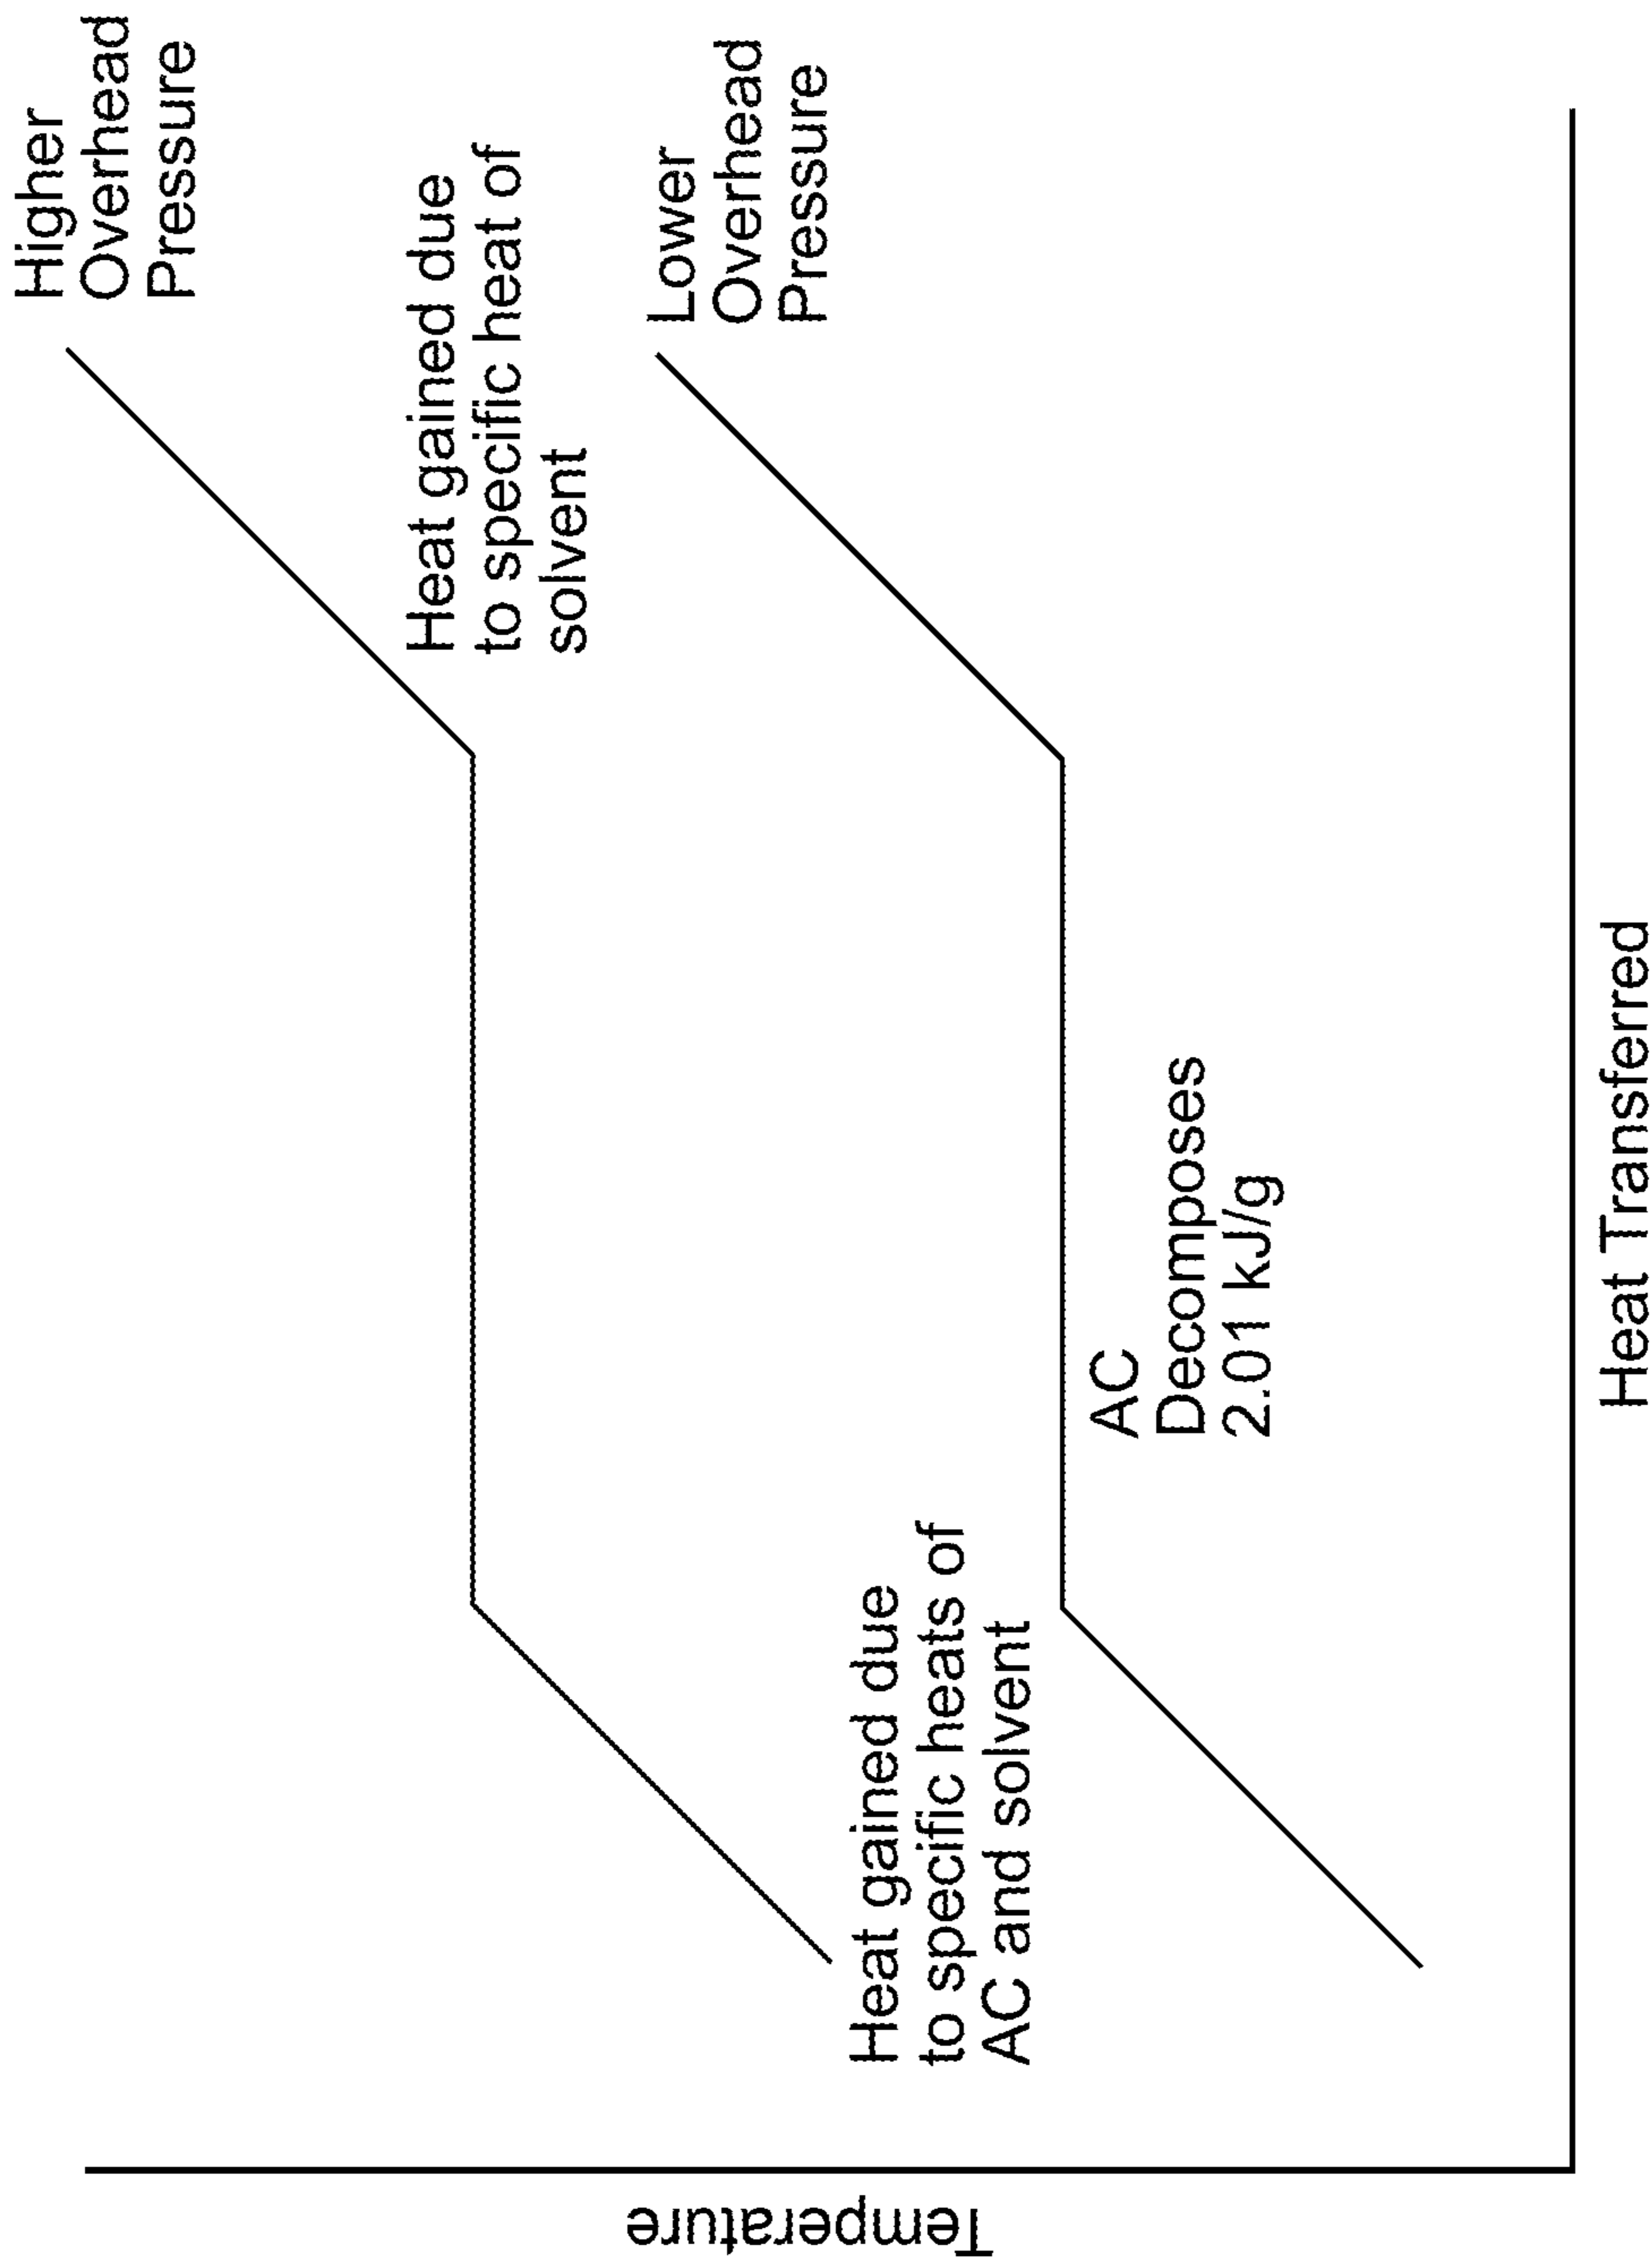 Higher
Overhead
Pressure
Heat gained due
to specific heat of
solvent
Lower
Overhead
Pressure
Heat gained due
to specific heats of
AC and solvent
AC
Decomposes
2.01 kJ/g
Temperature
Heat Transferred